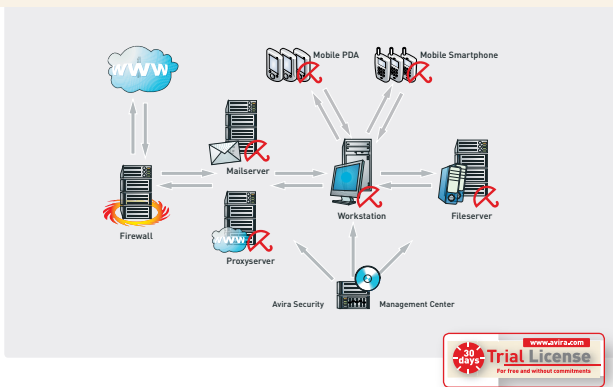 www
Mobile PDA
Mobile Smartphone
Mailserver
Firewall
www
Proxyserver
Workstation
Fileserver
Avira Security Management Center
www.avira.com
30 days
Trial License
For free and without commitments